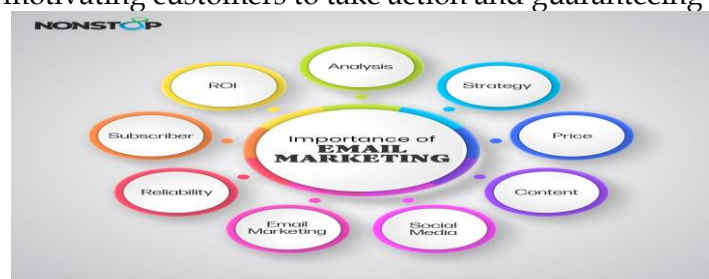 motivating customers to take action and guaranteeing
NONSTOP
Analysis
ROI
Strategy
Subscriber
Importance of
EMAIL
MARKETING
Price
Reliability
Content
Email
Marketing
Social
Media